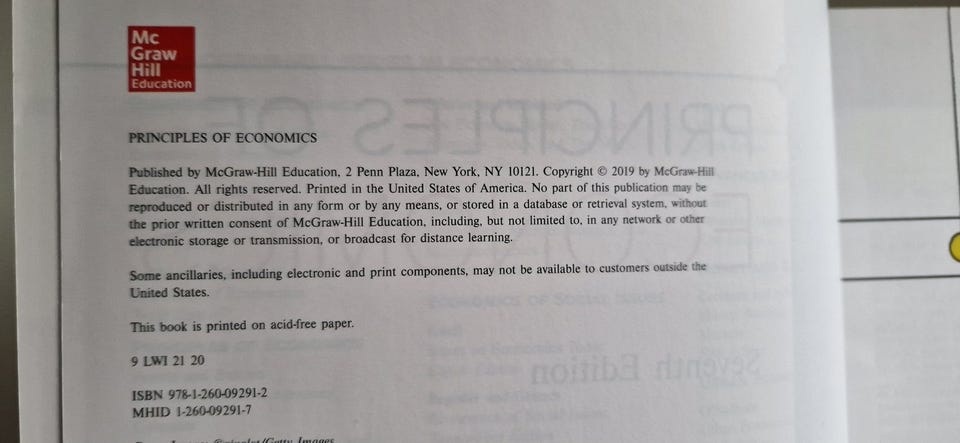 Mc
Graw
Hill
Education
PRINCIPLES OF ECONOMICS
Published by McGraw-Hill Education, 2 Penn Plaza, New York, NY 10121. Copyright © 2019 by McGraw-Hill
Education. All rights reserved. Printed in the United States of America. No part of this publication may be
reproduced or distributed in any form or by any means, or stored in a database or retrieval system, without
the prior written consent of McGraw-Hill Education, including, but not limited to, in any network or other
electronic storage or transmission, or broadcast for distance learning.
Some ancillaries, including electronic and print components, may not be available to customers outside the
United States.
This book is printed on acid-free paper.
9 LWI 21 20
ISBN 978-1-260-09291-2
MHID 1-260-09291-7
PRINCIPLES OF
Seventh Edition